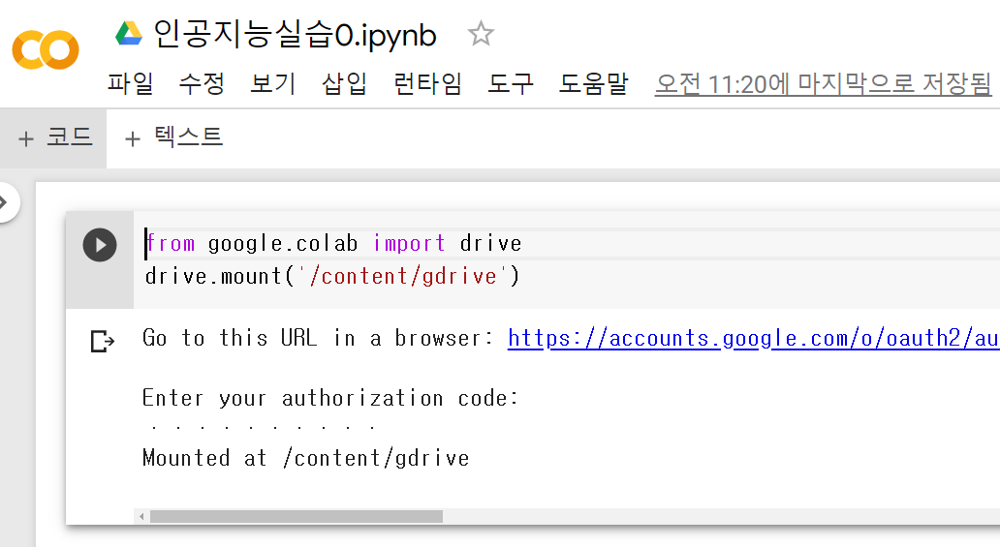 인공지능실습0.ipynb
파일 수정 보기 삽입 런타임 도구 도움말 오전 11:20에 마지막으로 저장됨
+ 코드 + 텍스트
from google.colab import drive
drive.mount('/content/gdrive')
Go to this URL in a browser: https://accounts.google.com/o/oauth2/au
Enter your authorization code:
··········
Mounted at /content/gdrive